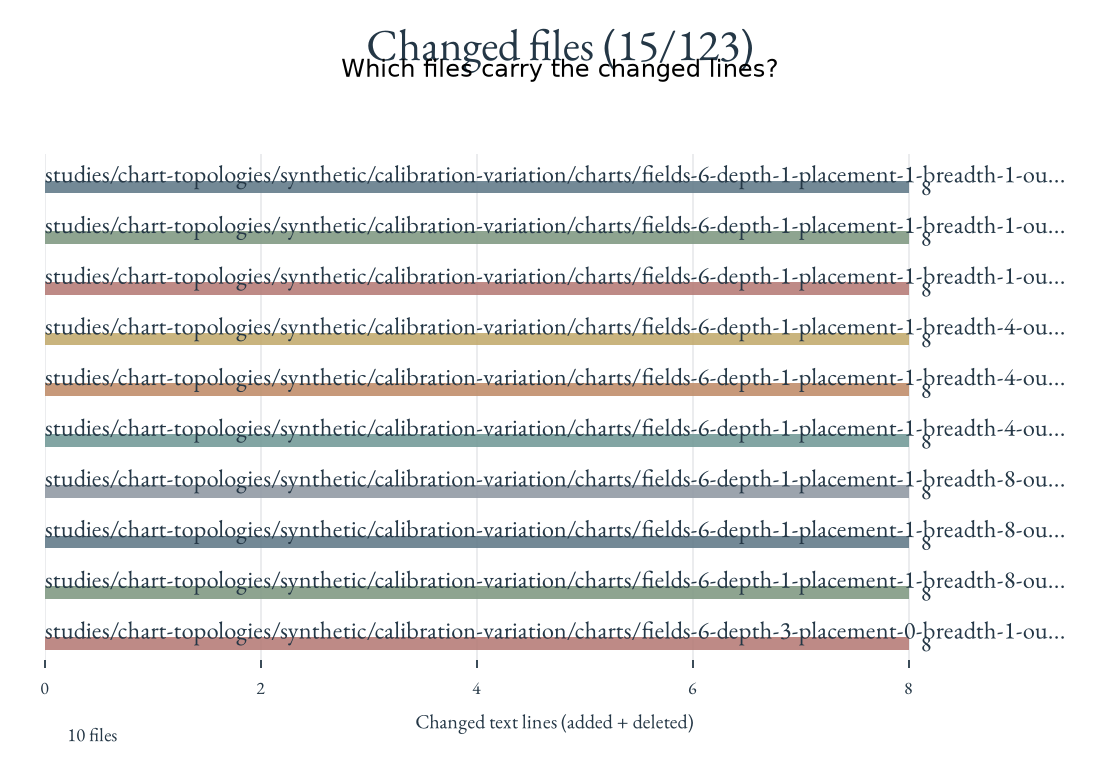 Changed files (15/123)
Which files carry the changed lines?
studies/chart-topologies/synthetic/calibration-variation/charts/fields-6-depth-1-placement-1-breadth-1-ou...
8
studies/chart-topologies/synthetic/calibration-variation/charts/fields-6-depth-1-placement-1-breadth-1-ou...
8
studies/chart-topologies/synthetic/calibration-variation/charts/fields-6-depth-1-placement-1-breadth-1-ou...
8
studies/chart-topologies/synthetic/calibration-variation/charts/fields-6-depth-1-placement-1-breadth-4-ou...
8
studies/chart-topologies/synthetic/calibration-variation/charts/fields-6-depth-1-placement-1-breadth-4-ou...
8
studies/chart-topologies/synthetic/calibration-variation/charts/fields-6-depth-1-placement-1-breadth-4-ou...
8
studies/chart-topologies/synthetic/calibration-variation/charts/fields-6-depth-1-placement-1-breadth-8-ou...
8
studies/chart-topologies/synthetic/calibration-variation/charts/fields-6-depth-1-placement-1-breadth-8-ou...
8
studies/chart-topologies/synthetic/calibration-variation/charts/fields-6-depth-1-placement-1-breadth-8-ou...
8
studies/chart-topologies/synthetic/calibration-variation/charts/fields-6-depth-3-placement-0-breadth-1-ou...
8
0 2 4 6 8
Changed text lines (added + deleted)
10 files